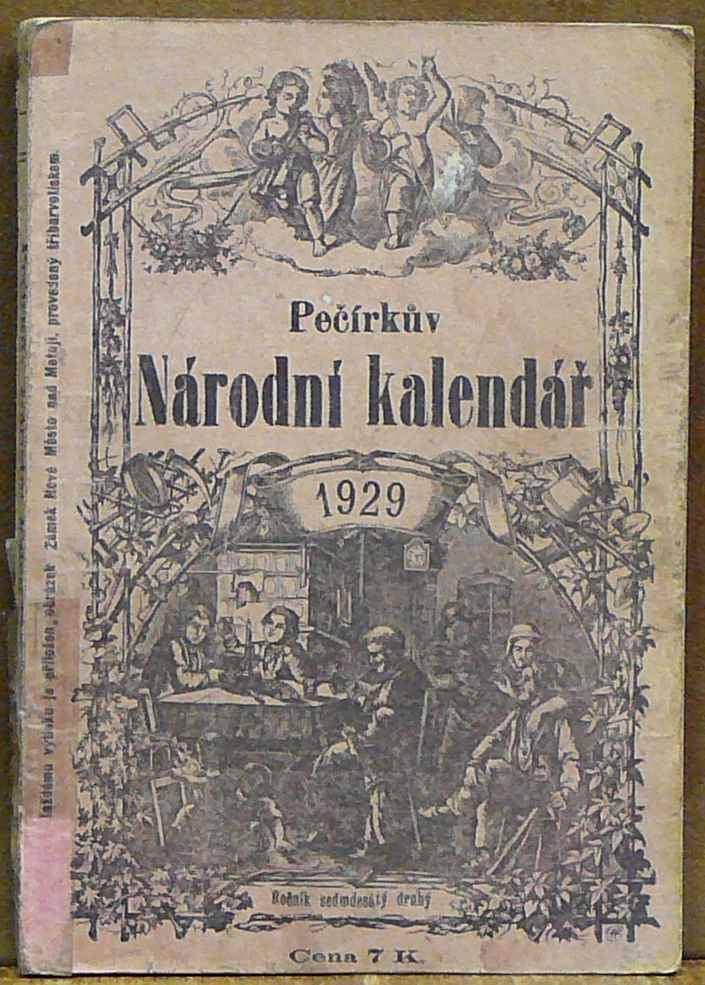 Pečírkův
Národní kalendář
1929
Ročník sedmdesátý druhý
Cena 7 K.
Každému výtisku je přiložen obrázek Zámek Nové Město nad Metují, provedený tříbarvotiskem.